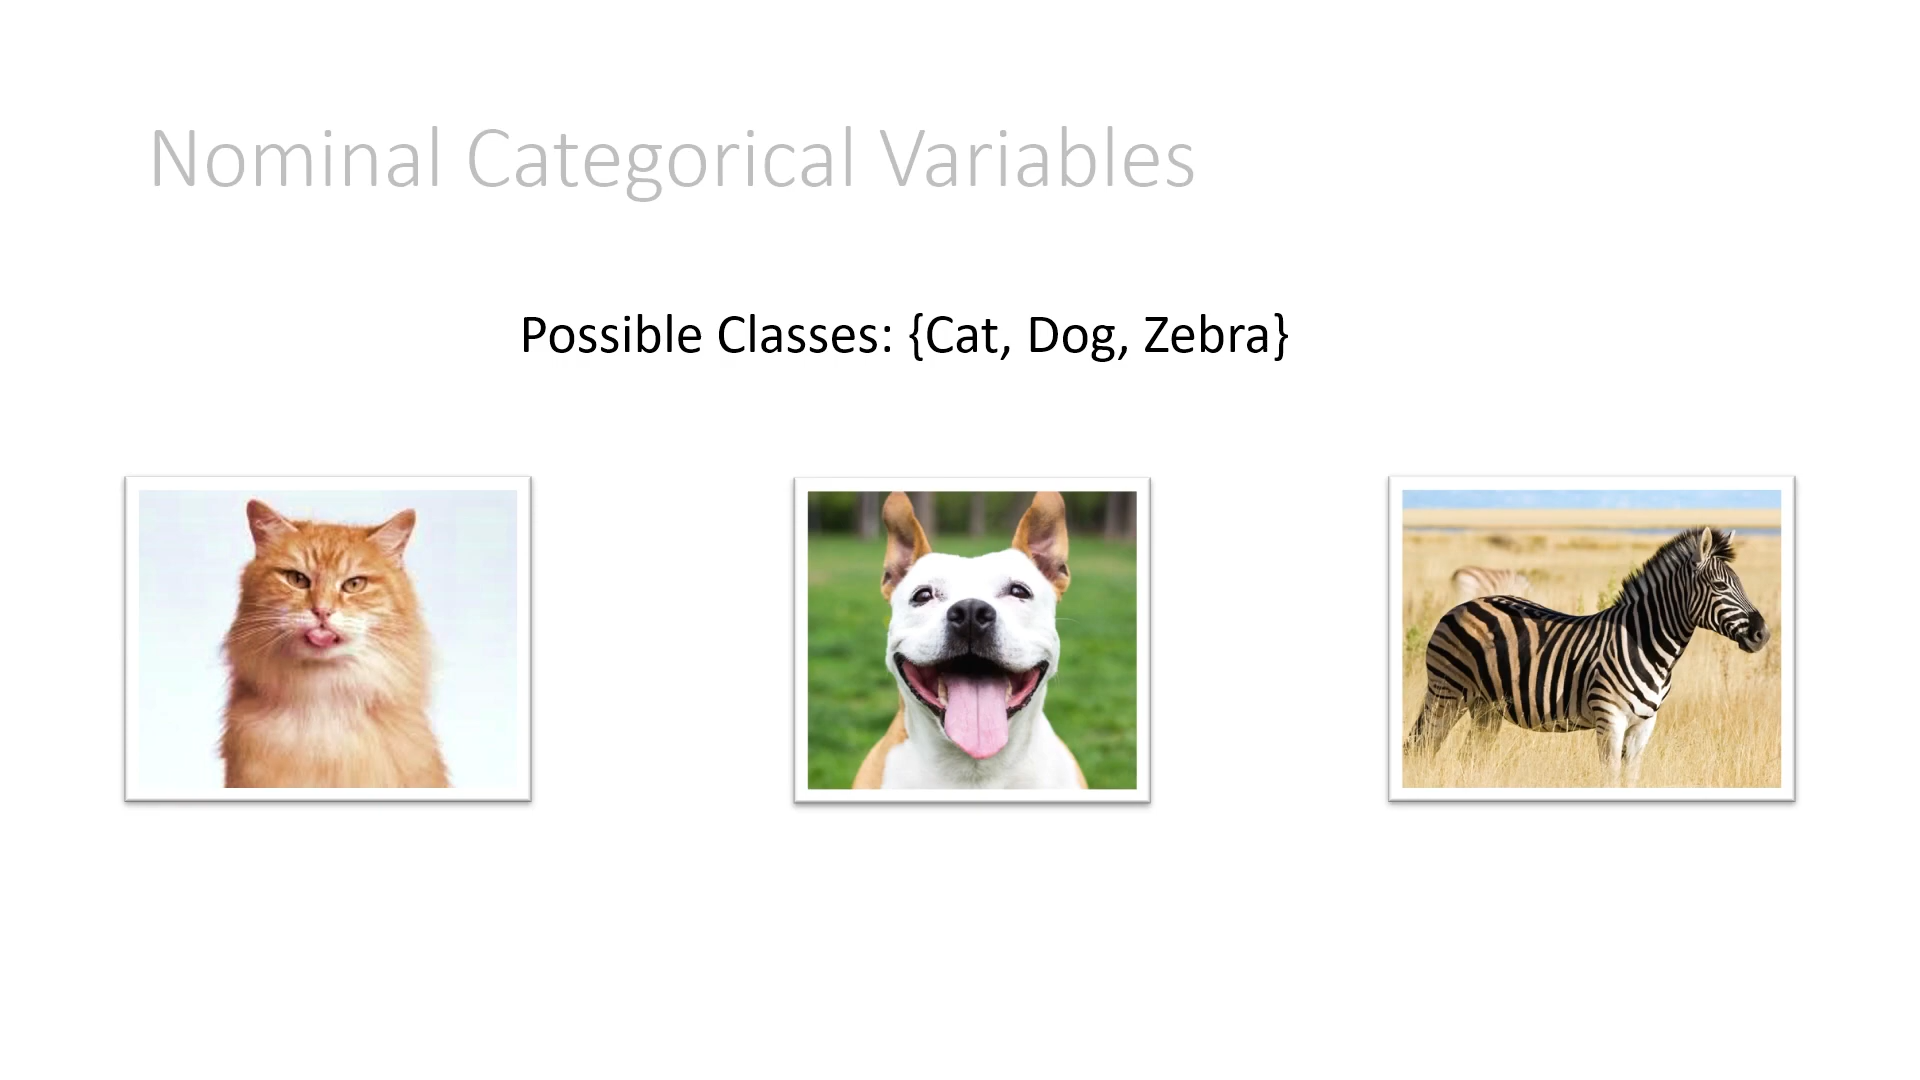 Nominal Categorical Variables
Possible Classes: {Cat, Dog, Zebra}